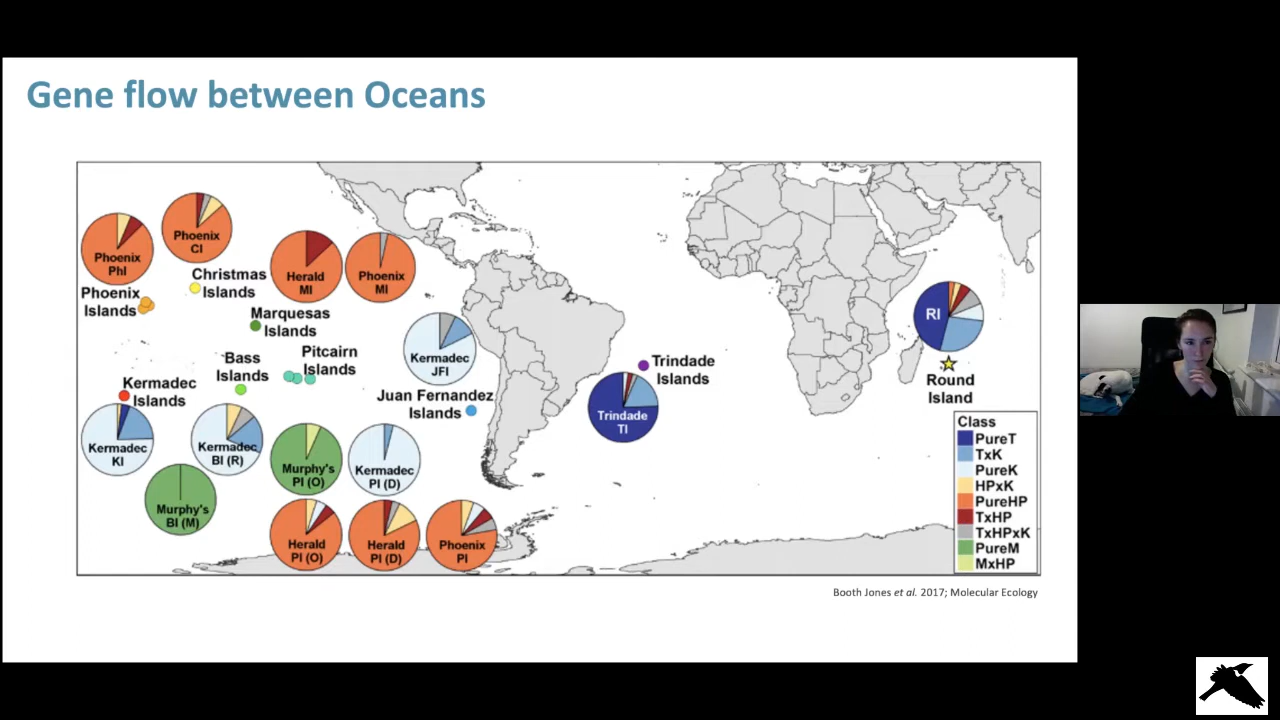 Gene flow between Oceans
Phoenix
PhI
Phoenix
CI
Herald
MI
Phoenix
MI
Christmas
Islands
Phoenix
Islands
Marquesas
Islands
Kermadec
JFI
RI
Bass
Islands
Pitcairn
Islands
Trindade
Islands
Round
Island
Kermadec
Islands
Juan Fernandez
Islands
Trindade
TI
Kermadec
KI
Kermadec
BI (R)
Murphy's
PI (O)
Kermadec
PI (D)
Murphy's
BI (M)
Herald
PI (O)
Herald
PI (D)
Phoenix
PI
Class
PureT
TxK
PureK
HPxK
PureHP
TxHP
TxHPxK
PureM
MxHP
Booth Jones et al. 2017; Molecular Ecology